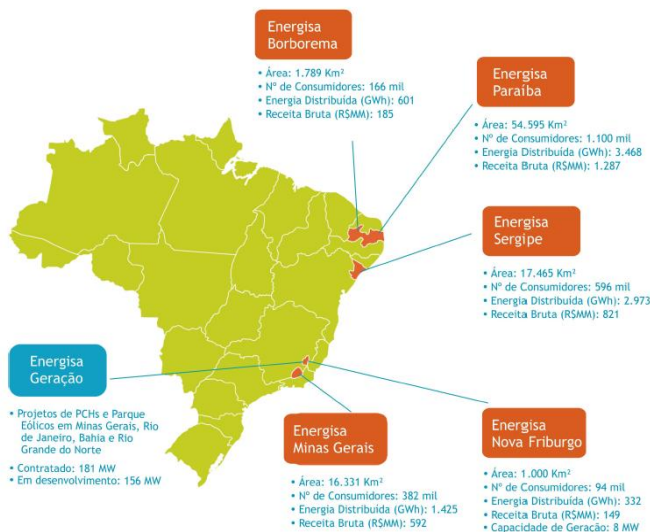 Energisa
Borborema
• Área: 1.789 Km²
• Nº de Consumidores: 166 mil
• Energia Distribuída (GWh): 601
• Receita Bruta (R$MM): 185
Energisa
Paraíba
• Área: 54.595 Km²
• Nº de Consumidores: 1.100 mil
• Energia Distribuída (GWh): 3.468
• Receita Bruta (R$MM): 1.287
Energisa
Sergipe
• Área: 17.465 Km²
• Nº de Consumidores: 596 mil
• Energia Distribuída (GWh): 2.973
• Receita Bruta (R$MM): 821
Energisa
Geração
• Projetos de PCHs e Parque
Eólicos em Minas Gerais, Rio
de Janeiro, Bahia e Rio
Grande do Norte
• Contratado: 181 MW
• Em desenvolvimento: 156 MW
Energisa
Minas Gerais
• Área: 16.331 Km²
• Nº de Consumidores: 382 mil
• Energia Distribuída (GWh): 1.425
• Receita Bruta (R$MM): 592
Energisa
Nova Friburgo
• Área: 1.000 Km²
• Nº de Consumidores: 94 mil
• Energia Distribuída (GWh): 332
• Receita Bruta (R$MM): 149
• Capacidade de Geração: 8 MW